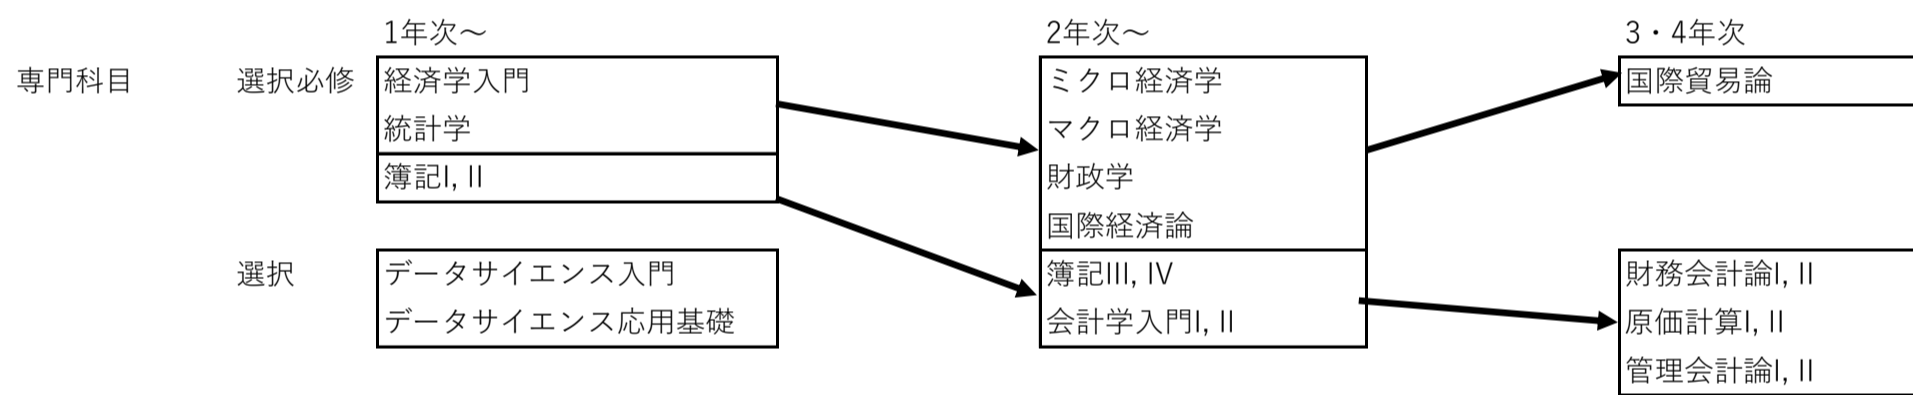 1年次～ 2年次～ 3・4年次
専門科目 選択必修 経済学入門 ミクロ経済学 国際貿易論
統計学 マクロ経済学
簿記I, II 財政学
国際経済論
選択 データサイエンス入門 簿記III, IV 財務会計論I, II
データサイエンス応用基礎 会計学入門I, II 原価計算I, II
管理会計論I, II